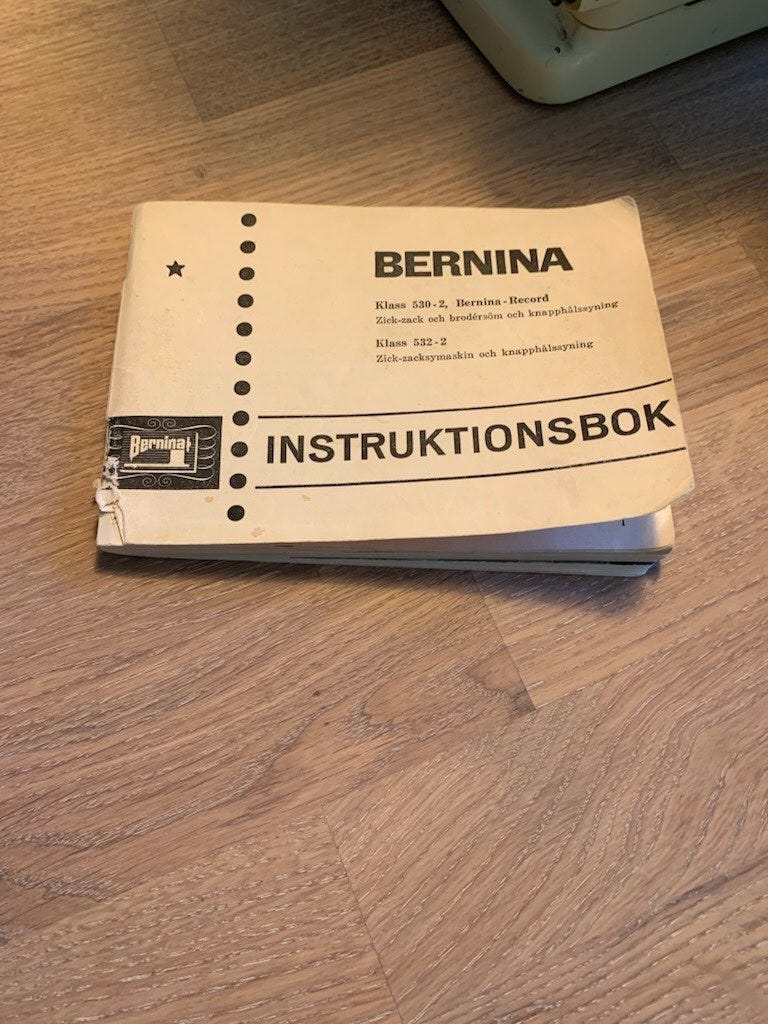 BERNINA
Klass 530-2, Bernina-Record
Zick-zack och brodérsöm och knapphålssyning
Klass 532-2
Zick-zacksymaskin och knapphålssyning
Bernina
INSTRUKTIONSBOK
1